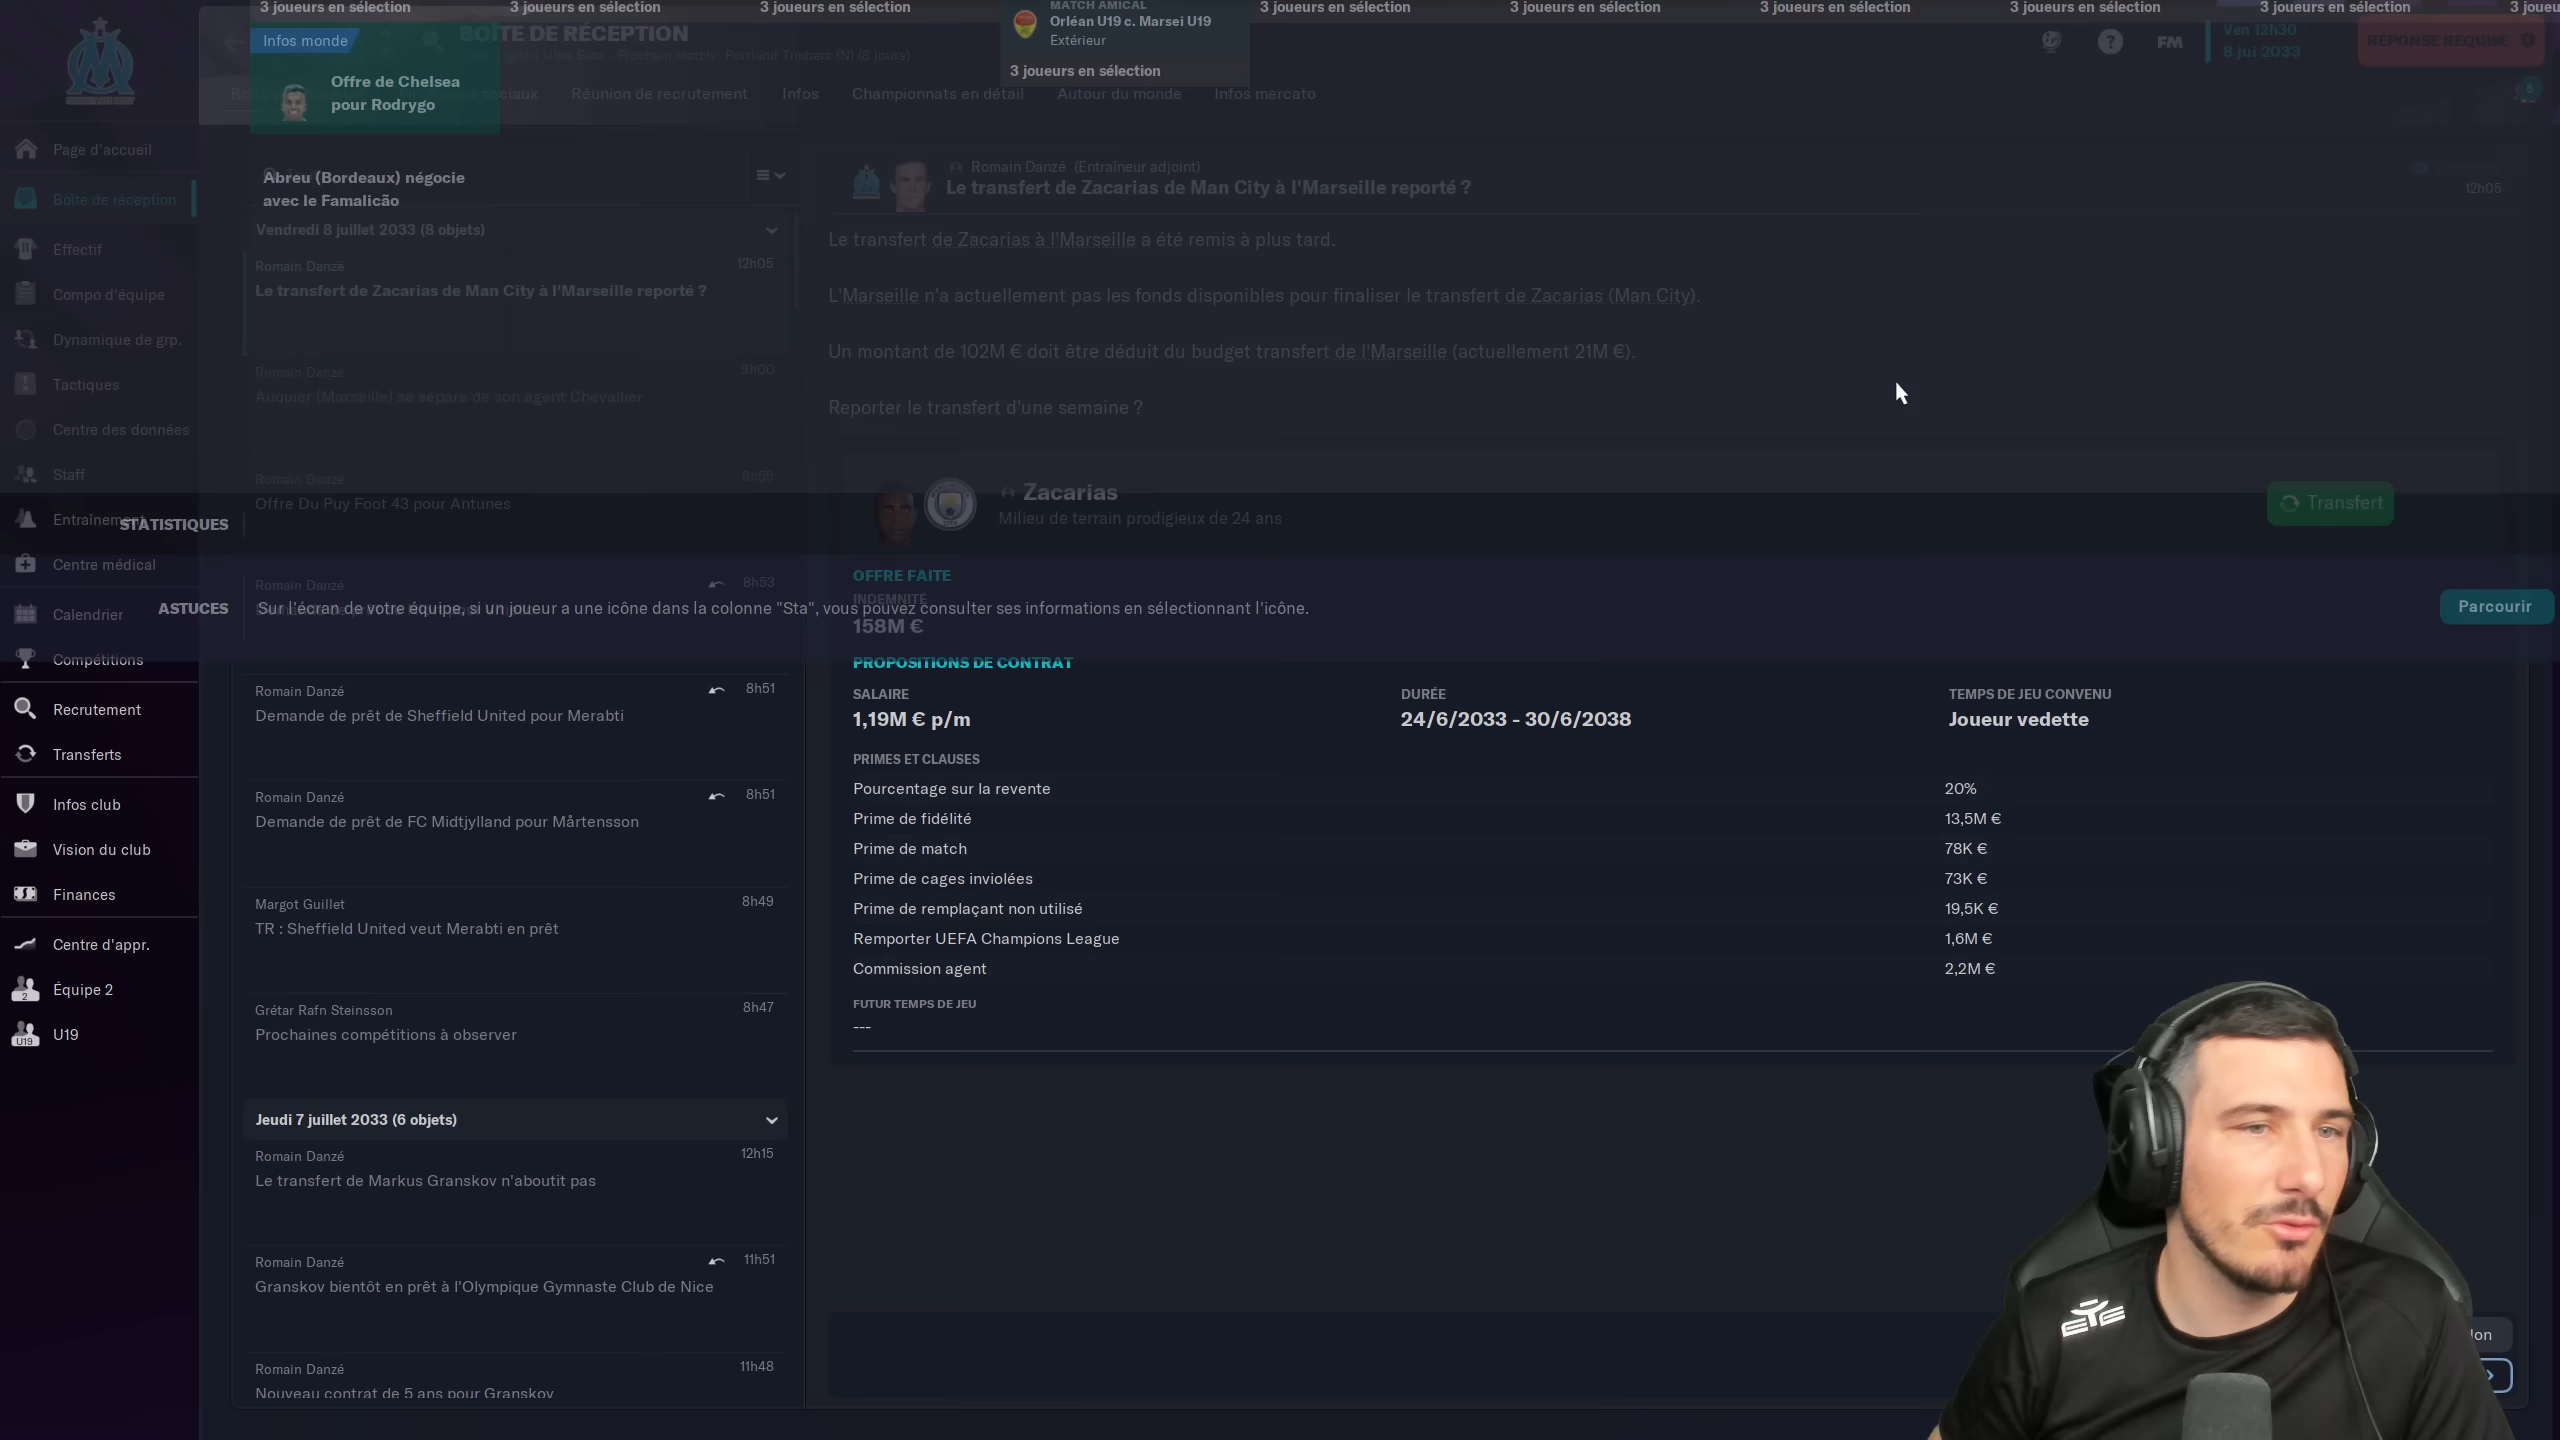 3 joueurs en sélection
3 joueurs en sélection
3 joueurs en sélection
MATCH AMICAL
Orléan U19 c. Marsei U19
Extérieur
3 joueurs en sélection
3 joueurs en sélection
3 joueurs en sélection
3 joueurs en sélection
3 joueurs en sélection
3 joueurs en sélection
3 joueu
Infos monde
Offre de Chelsea
pour Rodrygo
BOÎTE DE RÉCEPTION
Prochain match : Portland Timbers (N) (8 jours)
FM
Ven 12h30
8 jui 2033
RÉPONSE REQUISE
sociaux
Réunion de recrutement
Infos
Championnats en détail
Autour du monde
Infos mercato
5
Page d'accueil
Boîte de réception
Effectif
Compo d'équipe
Dynamique de grp.
Tactiques
Centre des données
Staff
Entraînement
Centre médical
Calendrier
Compétitions
Recrutement
Transferts
Infos club
Vision du club
Finances
Centre d'appr.
2
Équipe 2
U19
U19
STATISTIQUES
ASTUCES
Sur l'écran de votre équipe, si un joueur a une icône dans la colonne "Sta", vous pouvez consulter ses informations en sélectionnant l'icône.
Parcourir
Abreu (Bordeaux) négocie
avec le Famalicão
Vendredi 8 juillet 2033 (8 objets)
Romain Danzé
12h05
Le transfert de Zacarias de Man City à l'Marseille reporté ?
Romain Danzé
9h00
Auquier (Marseille) se sépare de son agent Chevallier
Romain Danzé
8h55
Offre Du Puy Foot 43 pour Antunes
Romain Danzé
8h53
Romain Danzé
8h51
Demande de prêt de Sheffield United pour Merabti
Romain Danzé
8h51
Demande de prêt de FC Midtjylland pour Mårtensson
Margot Guillet
8h49
TR : Sheffield United veut Merabti en prêt
Grétar Rafn Steinsson
8h47
Prochaines compétitions à observer
Jeudi 7 juillet 2033 (6 objets)
Romain Danzé
12h15
Le transfert de Markus Granskov n'aboutit pas
Romain Danzé
11h51
Granskov bientôt en prêt à l'Olympique Gymnaste Club de Nice
Romain Danzé
11h48
Nouveau contrat de 5 ans pour Granskov
Romain Danzé (Entraîneur adjoint)
Le transfert de Zacarias de Man City à l'Marseille reporté ?
12h05
Le transfert de Zacarias à l'Marseille a été remis à plus tard.
L'Marseille n'a actuellement pas les fonds disponibles pour finaliser le transfert de Zacarias (Man City).
Un montant de 102M € doit être déduit du budget transfert de l'Marseille (actuellement 21M €).
Reporter le transfert d'une semaine ?
Zacarias
Milieu de terrain prodigieux de 24 ans
Transfert
OFFRE FAITE
INDEMNITÉ
158M €
PROPOSITIONS DE CONTRAT
SALAIRE
DURÉE
TEMPS DE JEU CONVENU
1,19M € p/m
24/6/2033 - 30/6/2038
Joueur vedette
PRIMES ET CLAUSES
Pourcentage sur la revente
20%
Prime de fidélité
13,5M €
Prime de match
78K €
Prime de cages inviolées
73K €
Prime de remplaçant non utilisé
19,5K €
Remporter UEFA Champions League
1,6M €
Commission agent
2,2M €
FUTUR TEMPS DE JEU
---